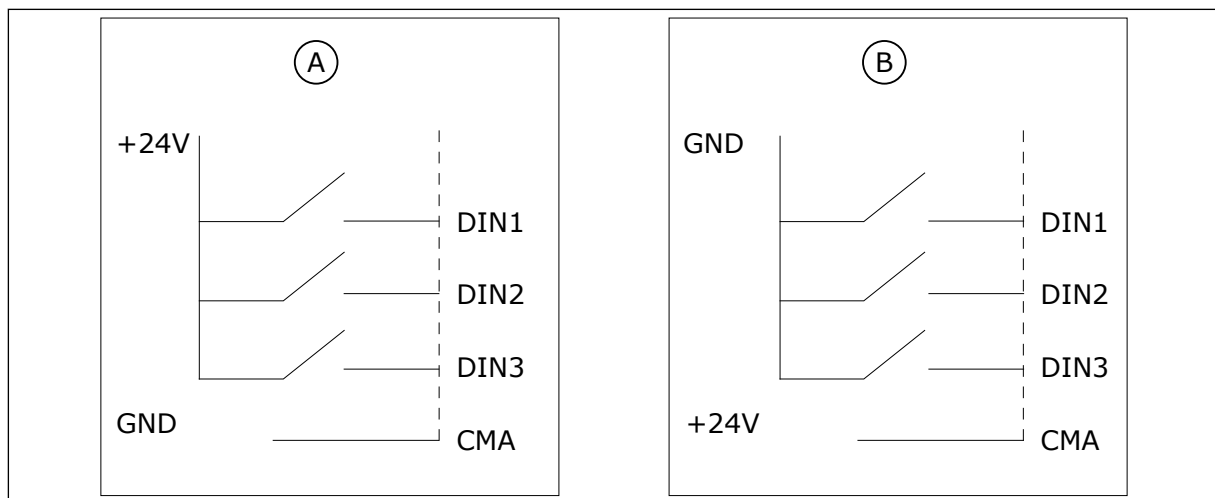 A
+24V
DIN1
DIN2
DIN3
GND
CMA
B
GND
DIN1
DIN2
DIN3
+24V
CMA